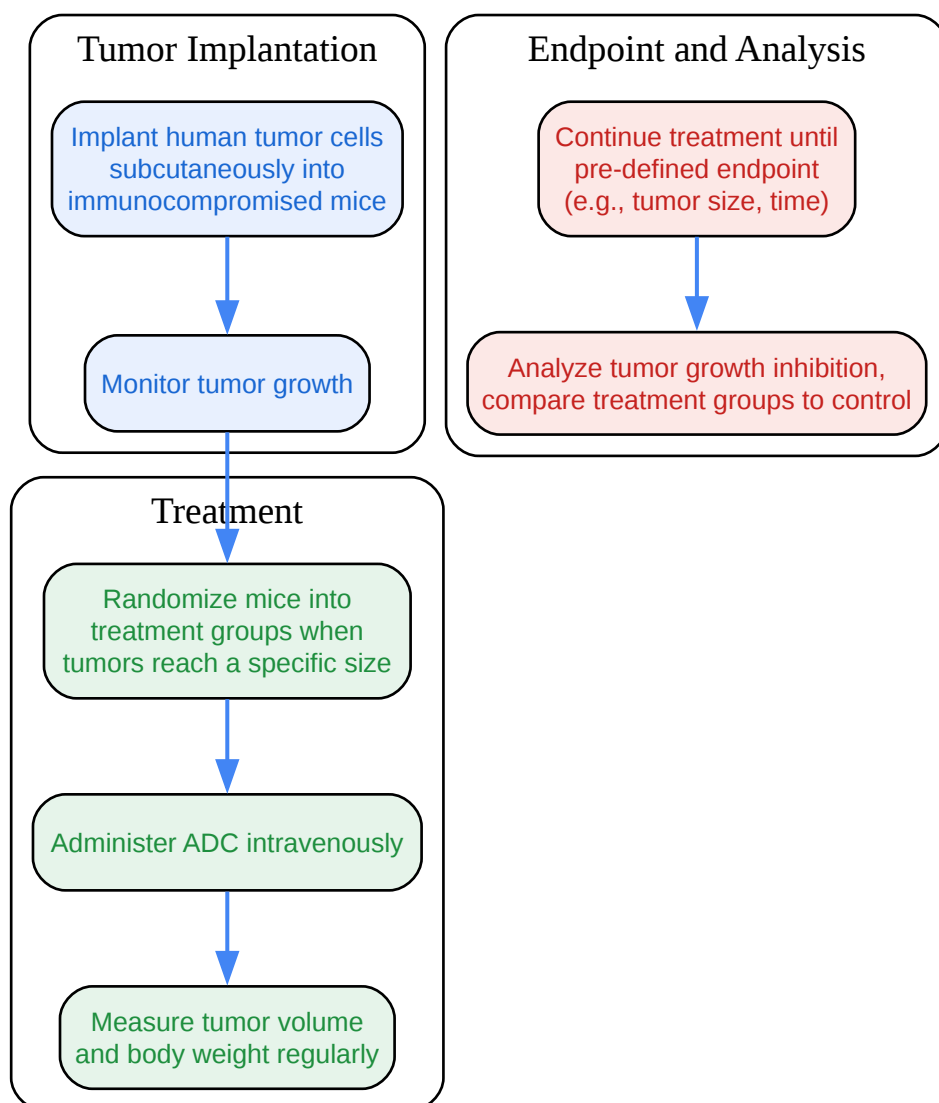 Tumor Implantation
Implant human tumor cells
subcutaneously into
immunocompromised mice
Monitor tumor growth
Treatment
Randomize mice into
treatment groups when
tumors reach a specific size
Administer ADC intravenously
Measure tumor volume
and body weight regularly
Endpoint and Analysis
Continue treatment until
pre-defined endpoint
(e.g., tumor size, time)
Analyze tumor growth inhibition,
compare treatment groups to control